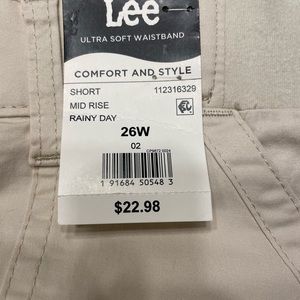 Lee
ULTRA SOFT WAISTBAND
COMFORT AND STYLE
SHORT 112316329
MID RISE
RAINY DAY
26W
02
1 91684 50548 3
$22.98